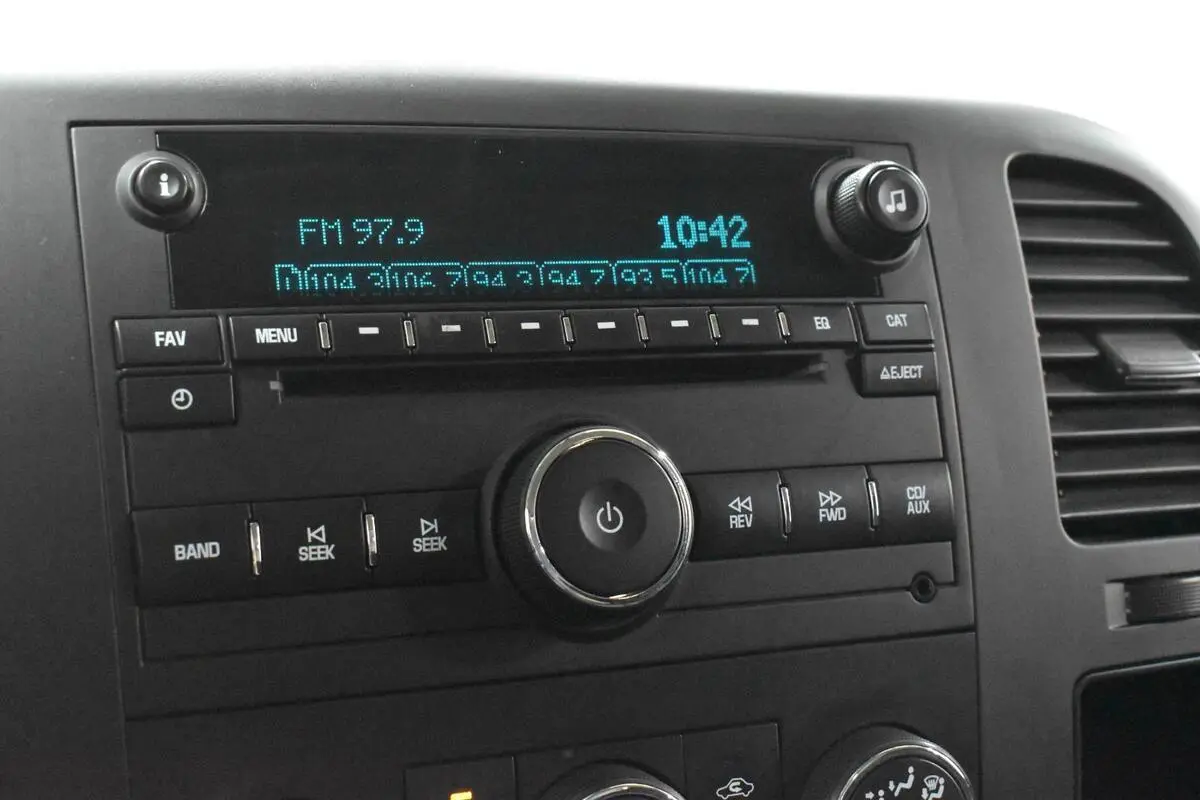 i
FM 97.9 10:42
104.3 106.7 94.3 94.7 93.5 104.7
FAV MENU EQ CAT
EJECT
BAND SEEK SEEK REV FWD CD/
AUX